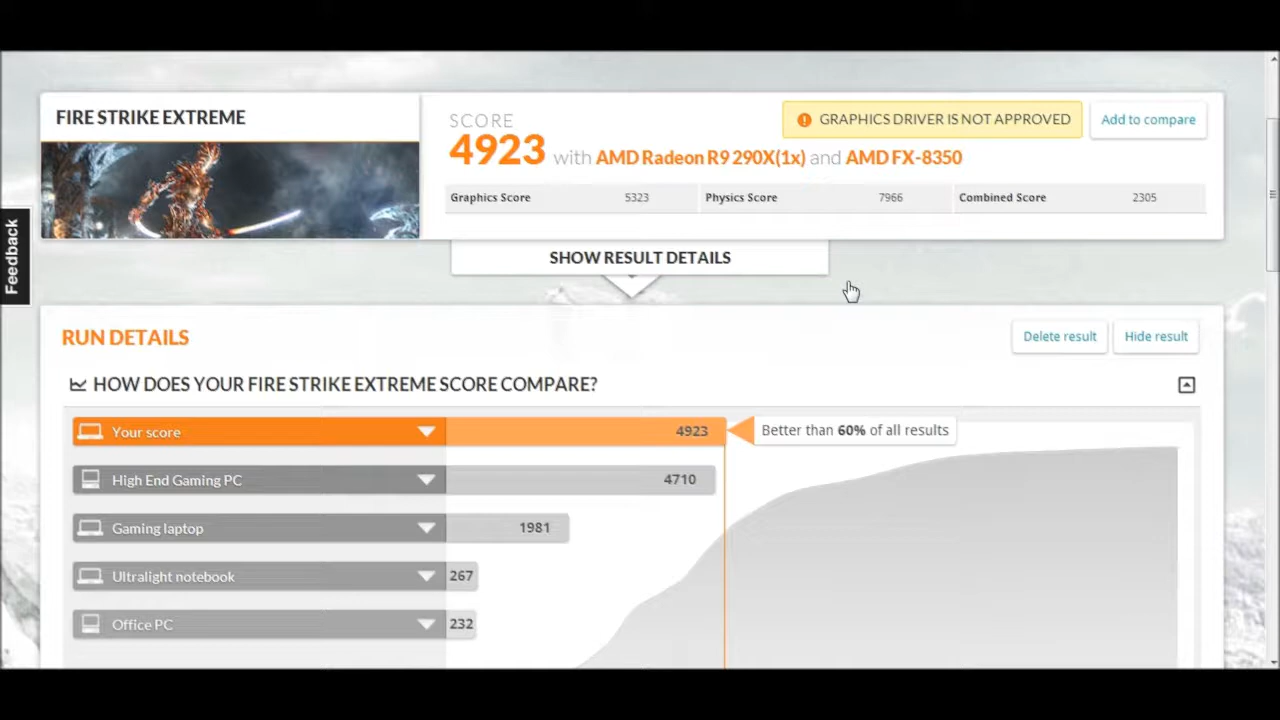 FIRE STRIKE EXTREME
SCORE
4923 with AMD Radeon R9 290X(1x) and AMD FX-8350
GRAPHICS DRIVER IS NOT APPROVED
Add to compare
Graphics Score 5323 Physics Score 7966 Combined Score 2305
Feedback
SHOW RESULT DETAILS
RUN DETAILS
Delete result
Hide result
HOW DOES YOUR FIRE STRIKE EXTREME SCORE COMPARE?
Your score 4923
Better than 60% of all results
High End Gaming PC 4710
Gaming laptop 1981
Ultralight notebook 267
Office PC 232